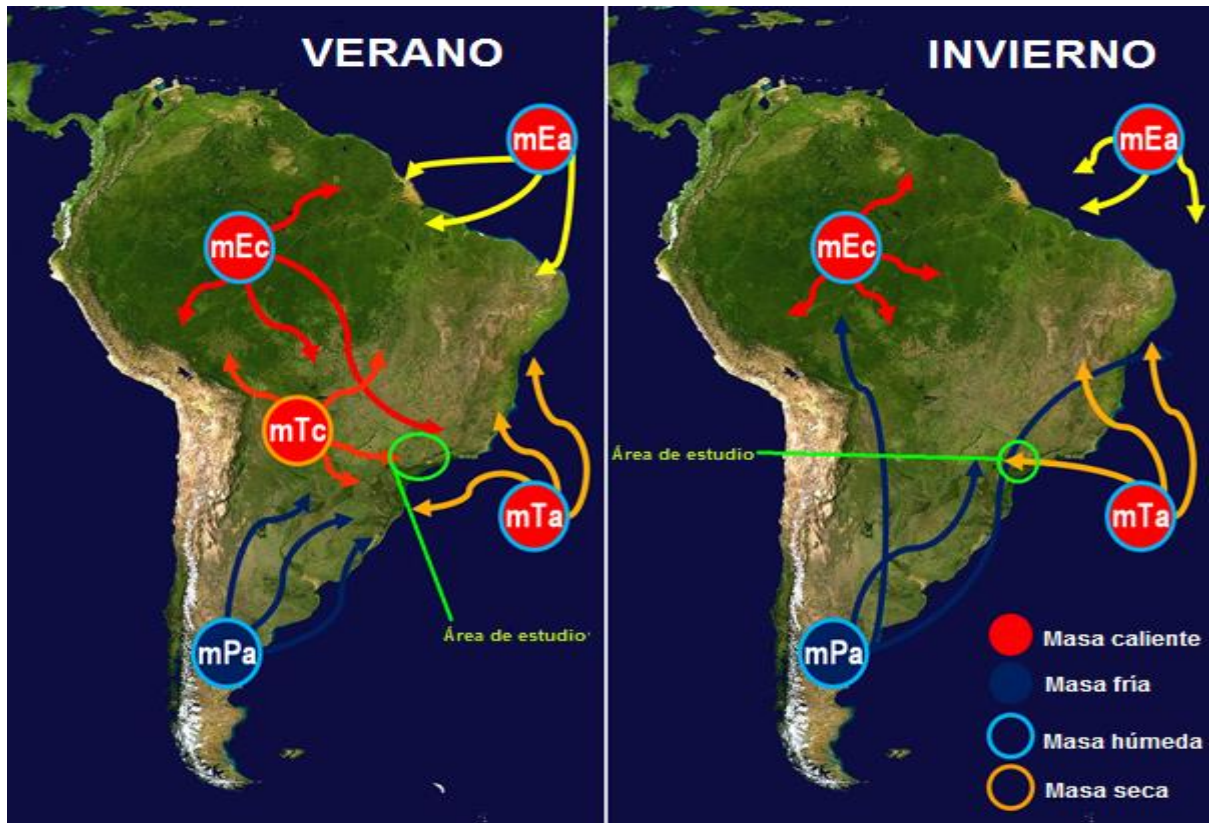 VERANO
mEa
mEc
mTc
mTa
mPa
Área de estudio
INVIERNO
mEa
mEc
Área de estudio
mTa
mPa
Masa caliente
Masa fría
Masa húmeda
Masa seca